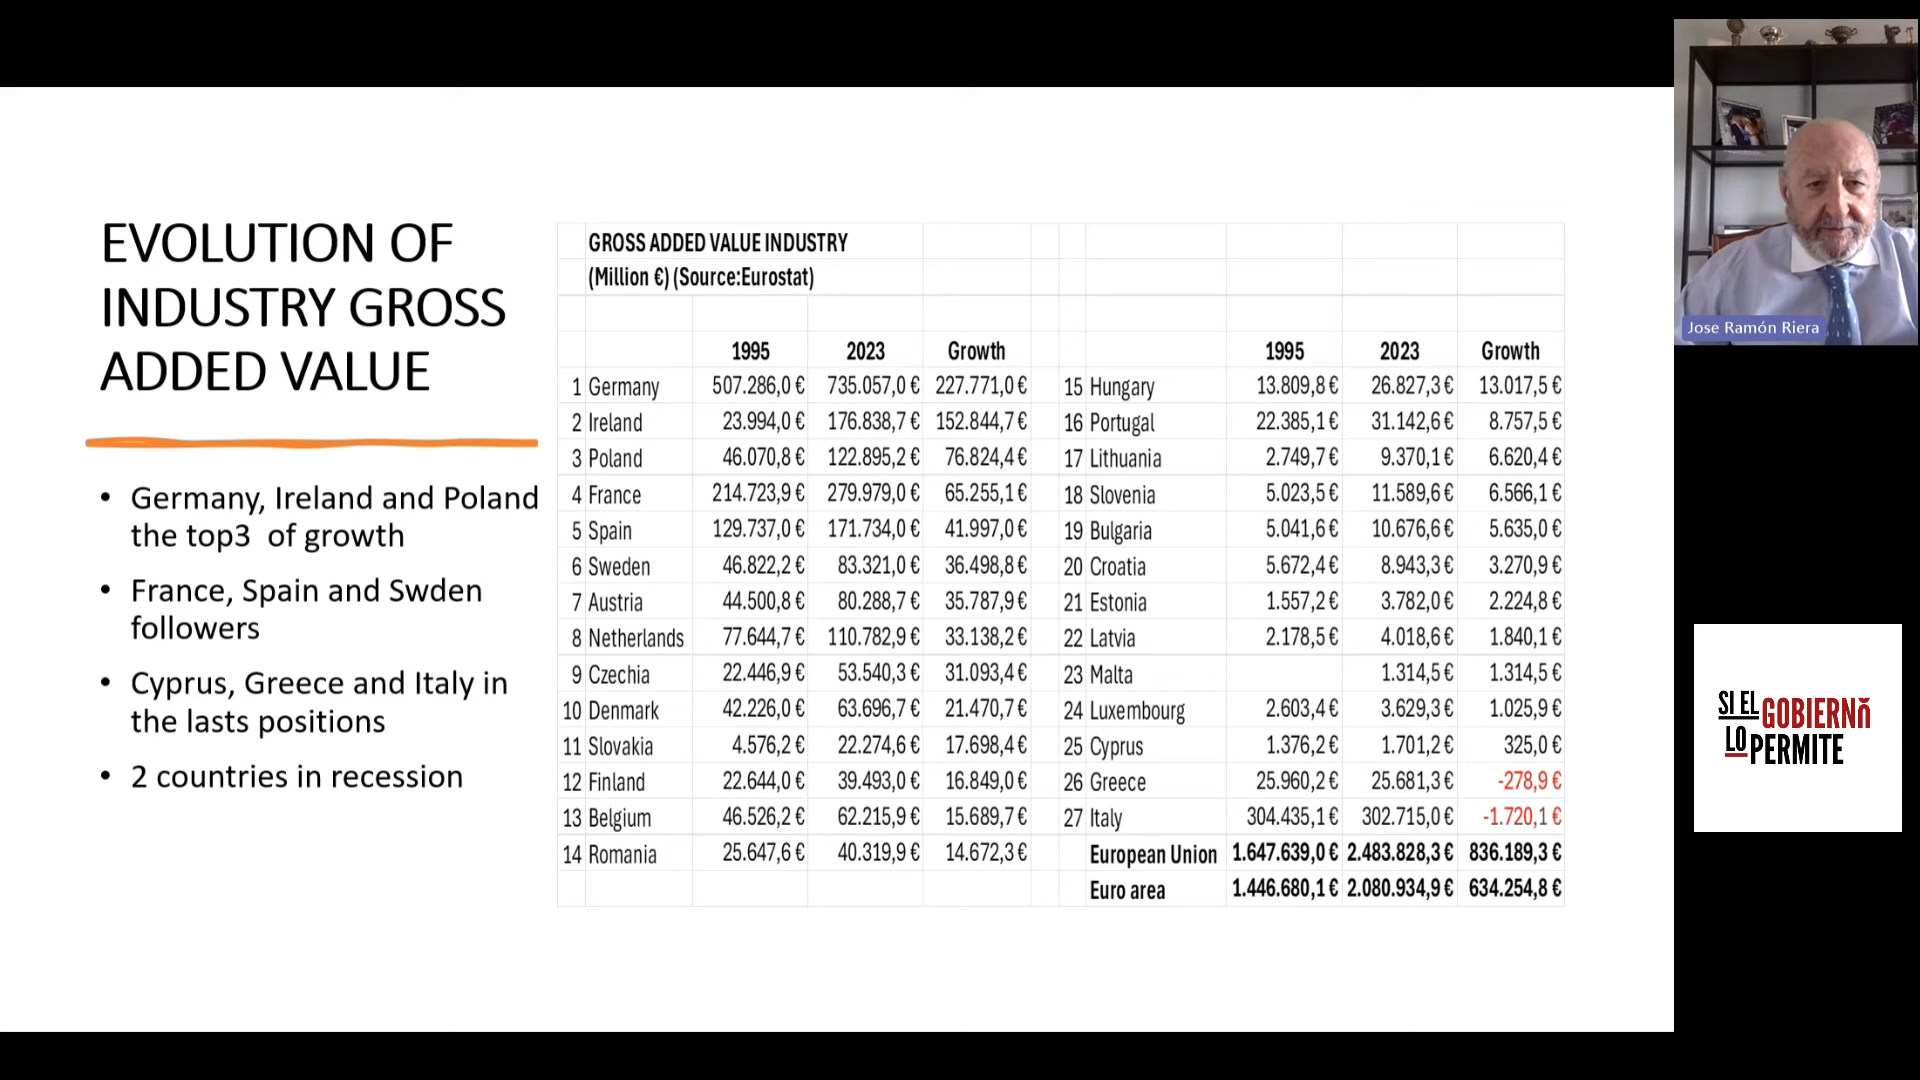 EVOLUTION OF
INDUSTRY GROSS
ADDED VALUE
• Germany, Ireland and Poland
the top3 of growth
• France, Spain and Swden
followers
• Cyprus, Greece and Italy in
the lasts positions
• 2 countries in recession
GROSS ADDED VALUE INDUSTRY
(Million €) (Source:Eurostat)
1995 2023 Growth
1 Germany 507.286,0 € 735.057,0 € 227.771,0 €
2 Ireland 23.994,0 € 176.838,7 € 152.844,7 €
3 Poland 46.070,8 € 122.895,2 € 76.824,4 €
4 France 214.723,9 € 279.979,0 € 65.255,1 €
5 Spain 129.737,0 € 171.734,0 € 41.997,0 €
6 Sweden 46.822,2 € 83.321,0 € 36.498,8 €
7 Austria 44.500,8 € 80.288,7 € 35.787,9 €
8 Netherlands 77.644,7 € 110.782,9 € 33.138,2 €
9 Czechia 22.446,9 € 53.540,3 € 31.093,4 €
10 Denmark 42.226,0 € 63.696,7 € 21.470,7 €
11 Slovakia 4.576,2 € 22.274,6 € 17.698,4 €
12 Finland 22.644,0 € 39.493,0 € 16.849,0 €
13 Belgium 46.526,2 € 62.215,9 € 15.689,7 €
14 Romania 25.647,6 € 40.319,9 € 14.672,3 €
1995 2023 Growth
15 Hungary 13.809,8 € 26.827,3 € 13.017,5 €
16 Portugal 22.385,1 € 31.142,6 € 8.757,5 €
17 Lithuania 2.749,7 € 9.370,1 € 6.620,4 €
18 Slovenia 5.023,5 € 11.589,6 € 6.566,1 €
19 Bulgaria 5.041,6 € 10.676,6 € 5.635,0 €
20 Croatia 5.672,4 € 8.943,3 € 3.270,9 €
21 Estonia 1.557,2 € 3.782,0 € 2.224,8 €
22 Latvia 2.178,5 € 4.018,6 € 1.840,1 €
23 Malta 1.314,5 € 1.314,5 €
24 Luxembourg 2.603,4 € 3.629,3 € 1.025,9 €
25 Cyprus 1.376,2 € 1.701,2 € 325,0 €
26 Greece 25.960,2 € 25.681,3 € -278,9 €
27 Italy 304.435,1 € 302.715,0 € -1.720,1 €
European Union 1.647.639,0 € 2.483.828,3 € 836.189,3 €
Euro area 1.446.680,1 € 2.080.934,9 € 634.254,8 €
Jose Ramón Riera
SI EL GOBIERNO
LO PERMITE